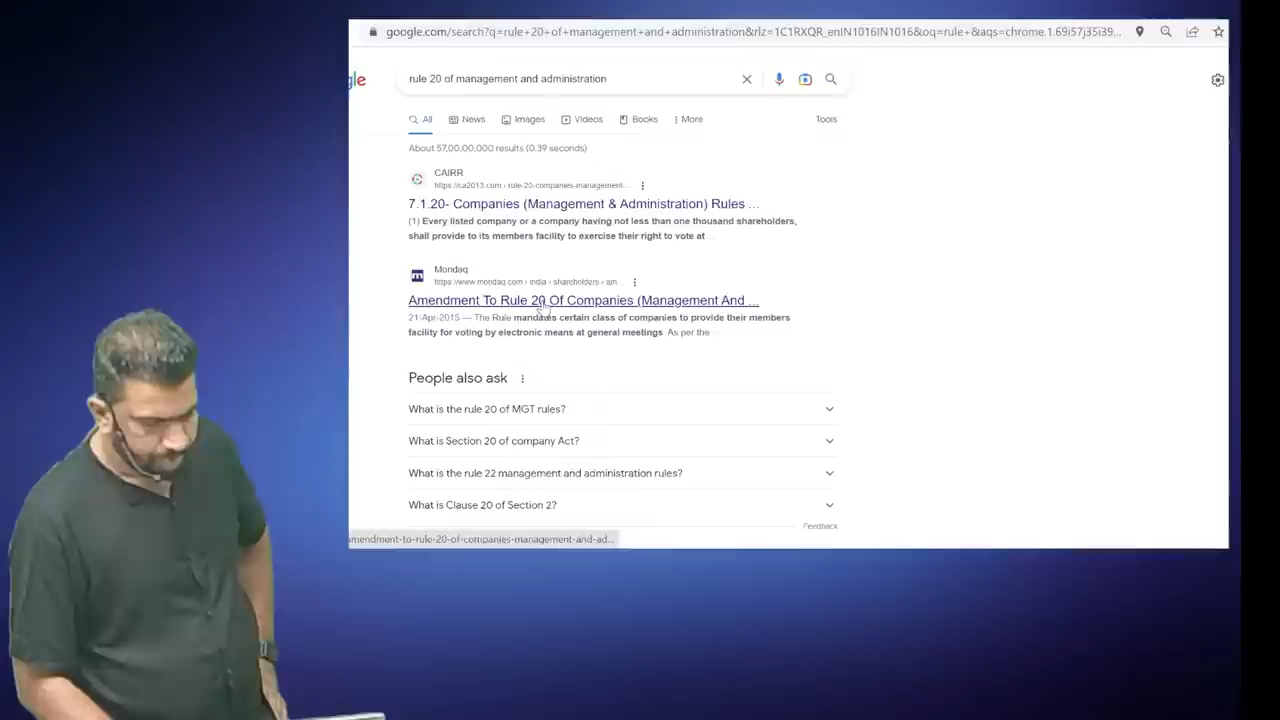 google.com/search?q=rule+20+of+management+and+administration&rlz=1C1RXQR_enIN1016IN1016&oq=rule+&aqs=chrome.1.69i57j35i39...
gle
rule 20 of management and administration
All News Images Videos Books More Tools
About 57,00,00,000 results (0.39 seconds)
CAIRR
https://ca2013.com › rule-20-companies-management-...
7.1.20- Companies (Management & Administration) Rules ...
(1) Every listed company or a company having not less than one thousand shareholders,
shall provide to its members facility to exercise their right to vote at ...
Mondaq
https://www.mondaq.com › india › shareholders › am...
Amendment To Rule 20 Of Companies (Management And ...
21-Apr-2015 — The Rule mandates certain class of companies to provide their members
facility for voting by electronic means at general meetings As per the
People also ask
What is the rule 20 of MGT rules?
What is Section 20 of company Act?
What is the rule 22 management and administration rules?
What is Clause 20 of Section 2?
Feedback
mendment-to-rule-20-of-companies-management-and-ad...